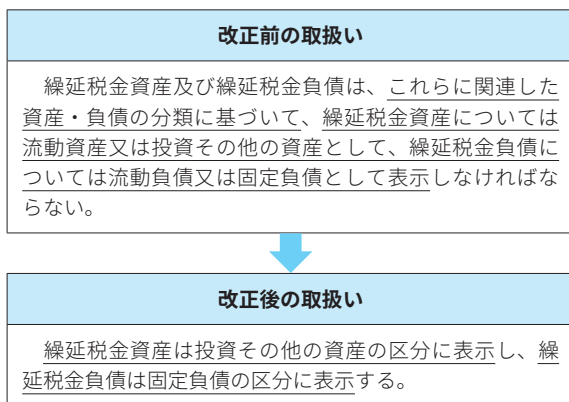 改正前の取扱い
繰延税金資産及び繰延税金負債は、これらに関連した
資産・負債の分類に基づいて、繰延税金資産については
流動資産又は投資その他の資産として、繰延税金負債に
ついては流動負債又は固定負債として表示しなければな
らない。
改正後の取扱い
繰延税金資産は投資その他の資産の区分に表示し、繰
延税金負債は固定負債の区分に表示する。